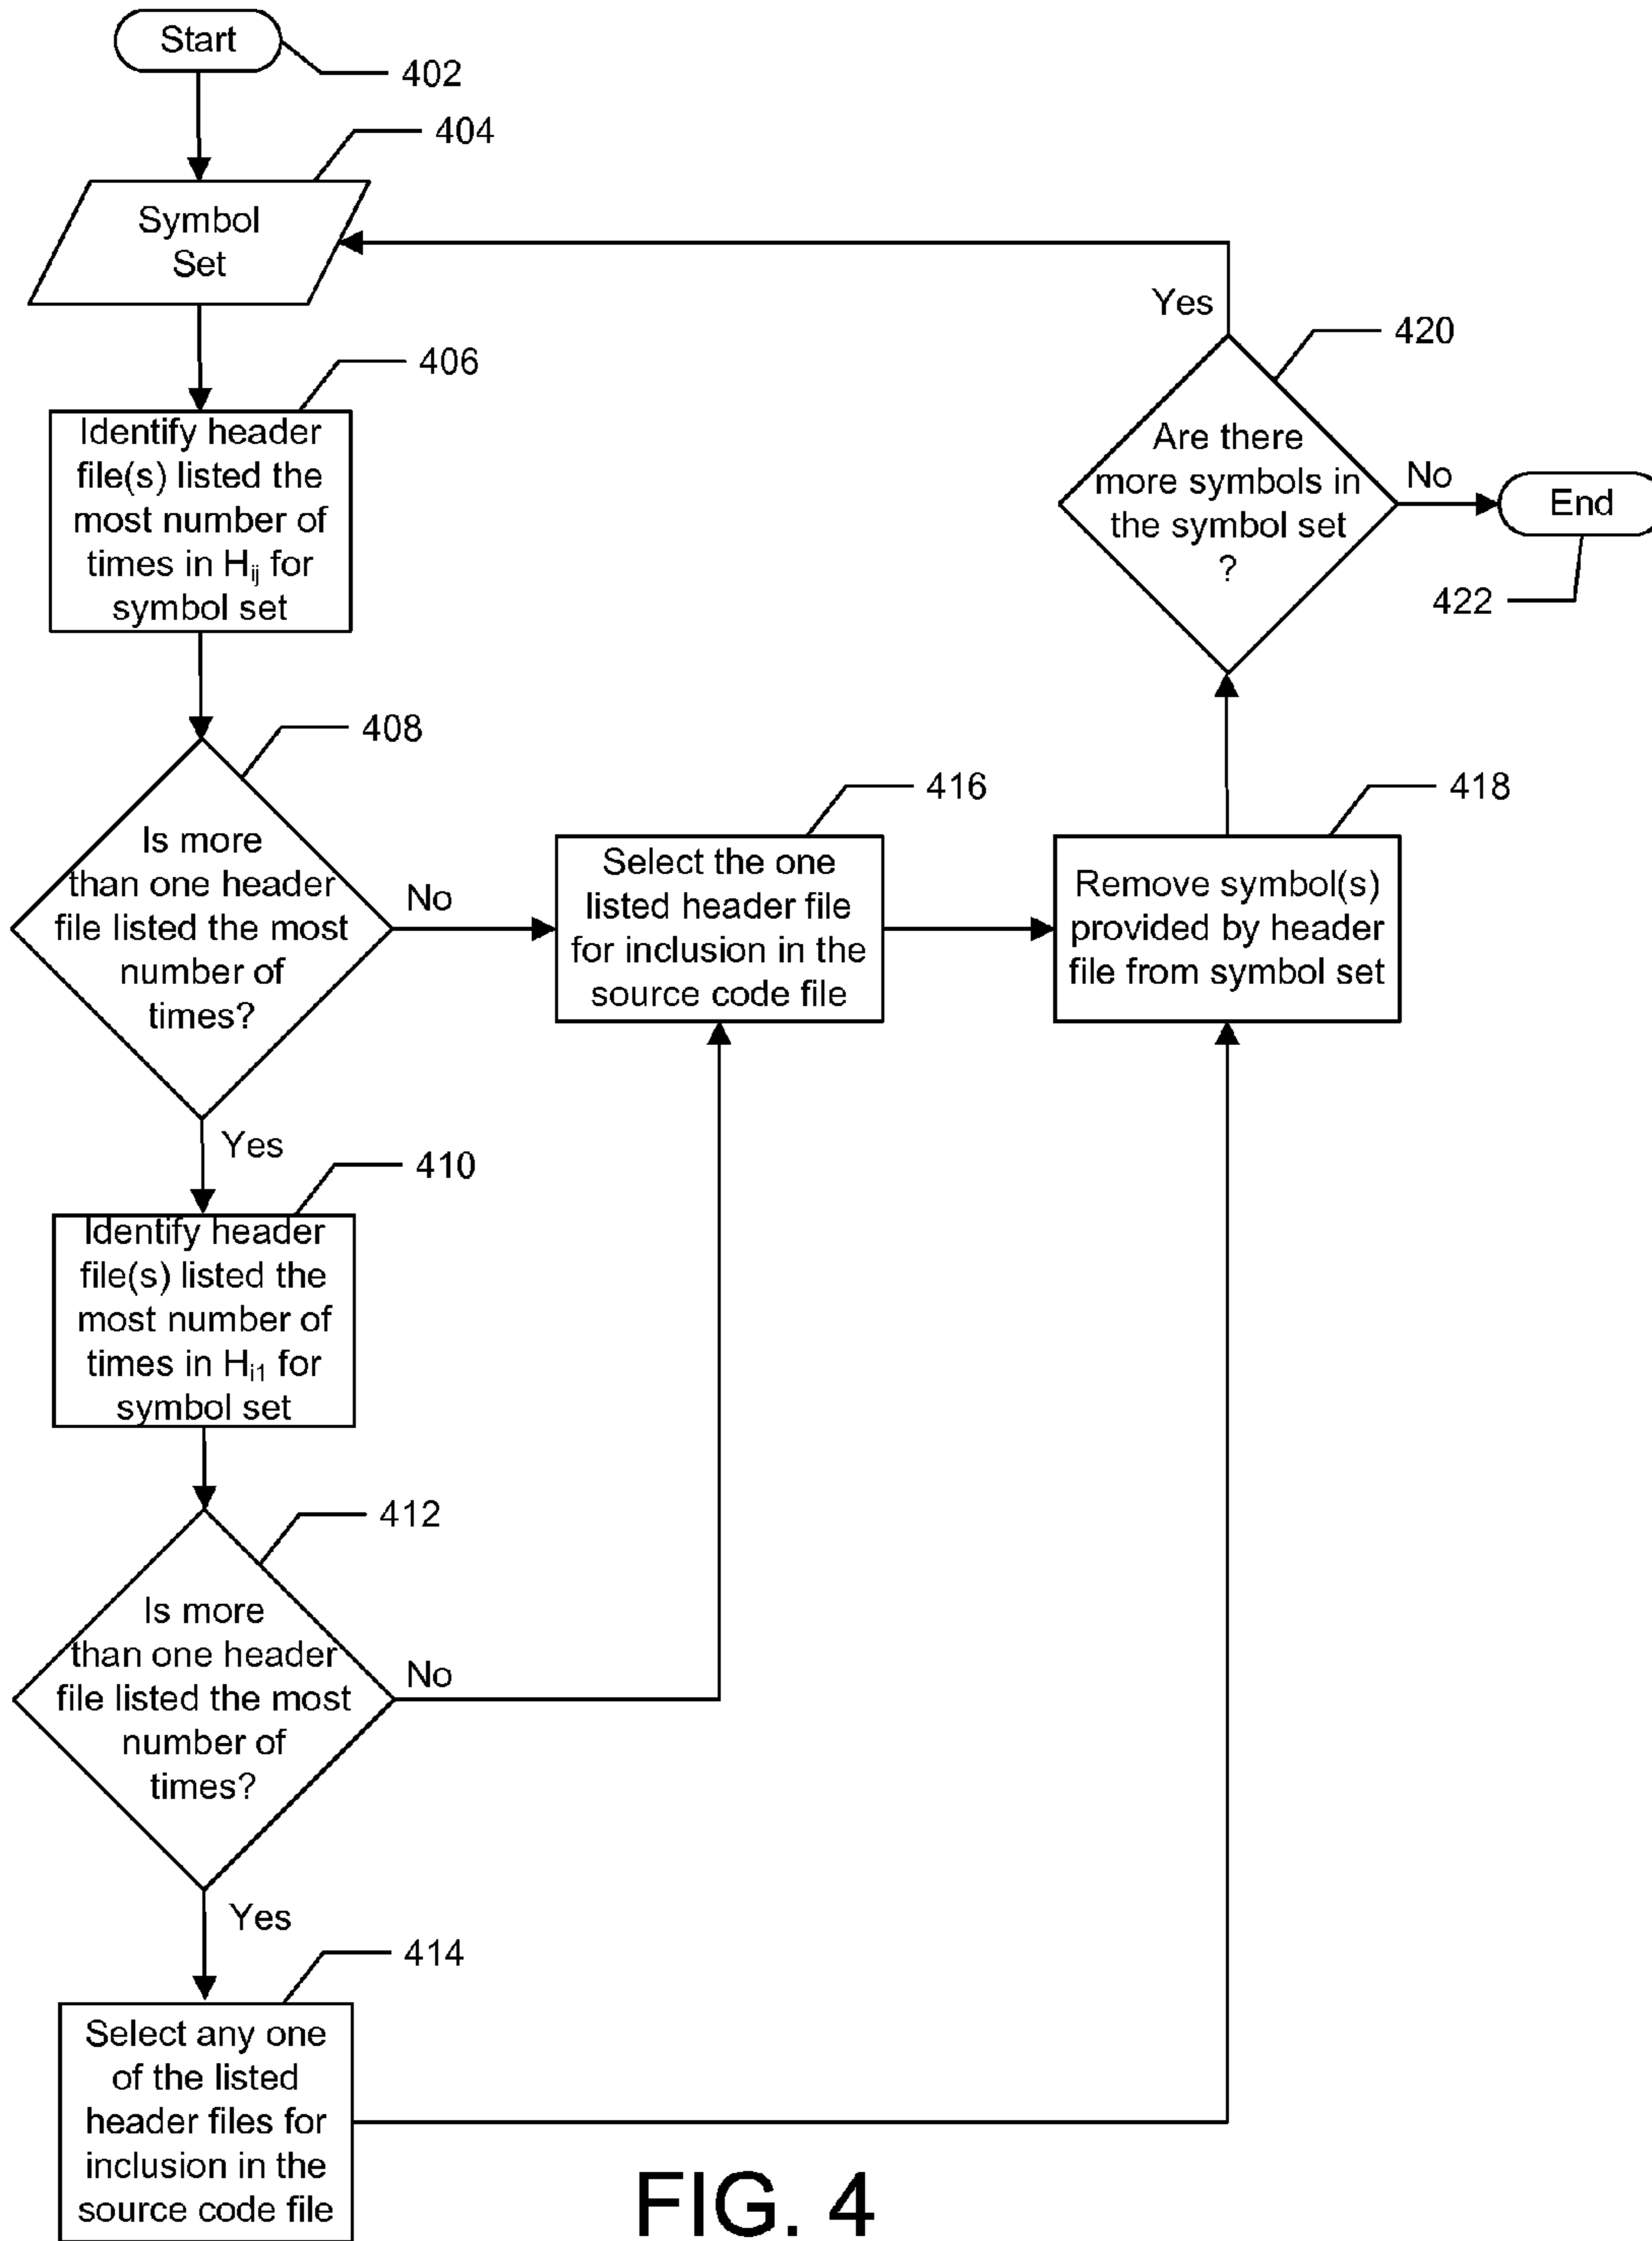 Start
402
404
Symbol
Set
406
Identify header
file(s) listed the
most number of
times in Hij for
symbol set
408
Is more
than one header
file listed the most
number of
times?
No
Yes
410
Identify header
file(s) listed the
most number of
times in Hi1 for
symbol set
412
Is more
than one header
file listed the most
number of
times?
No
Yes
414
Select any one
of the listed
header files for
inclusion in the
source code file
416
Select the one
listed header file
for inclusion in the
source code file
418
Remove symbol(s)
provided by header
file from symbol set
420
Are there
more symbols in
the symbol set
?
Yes
No
End
422
FIG. 4